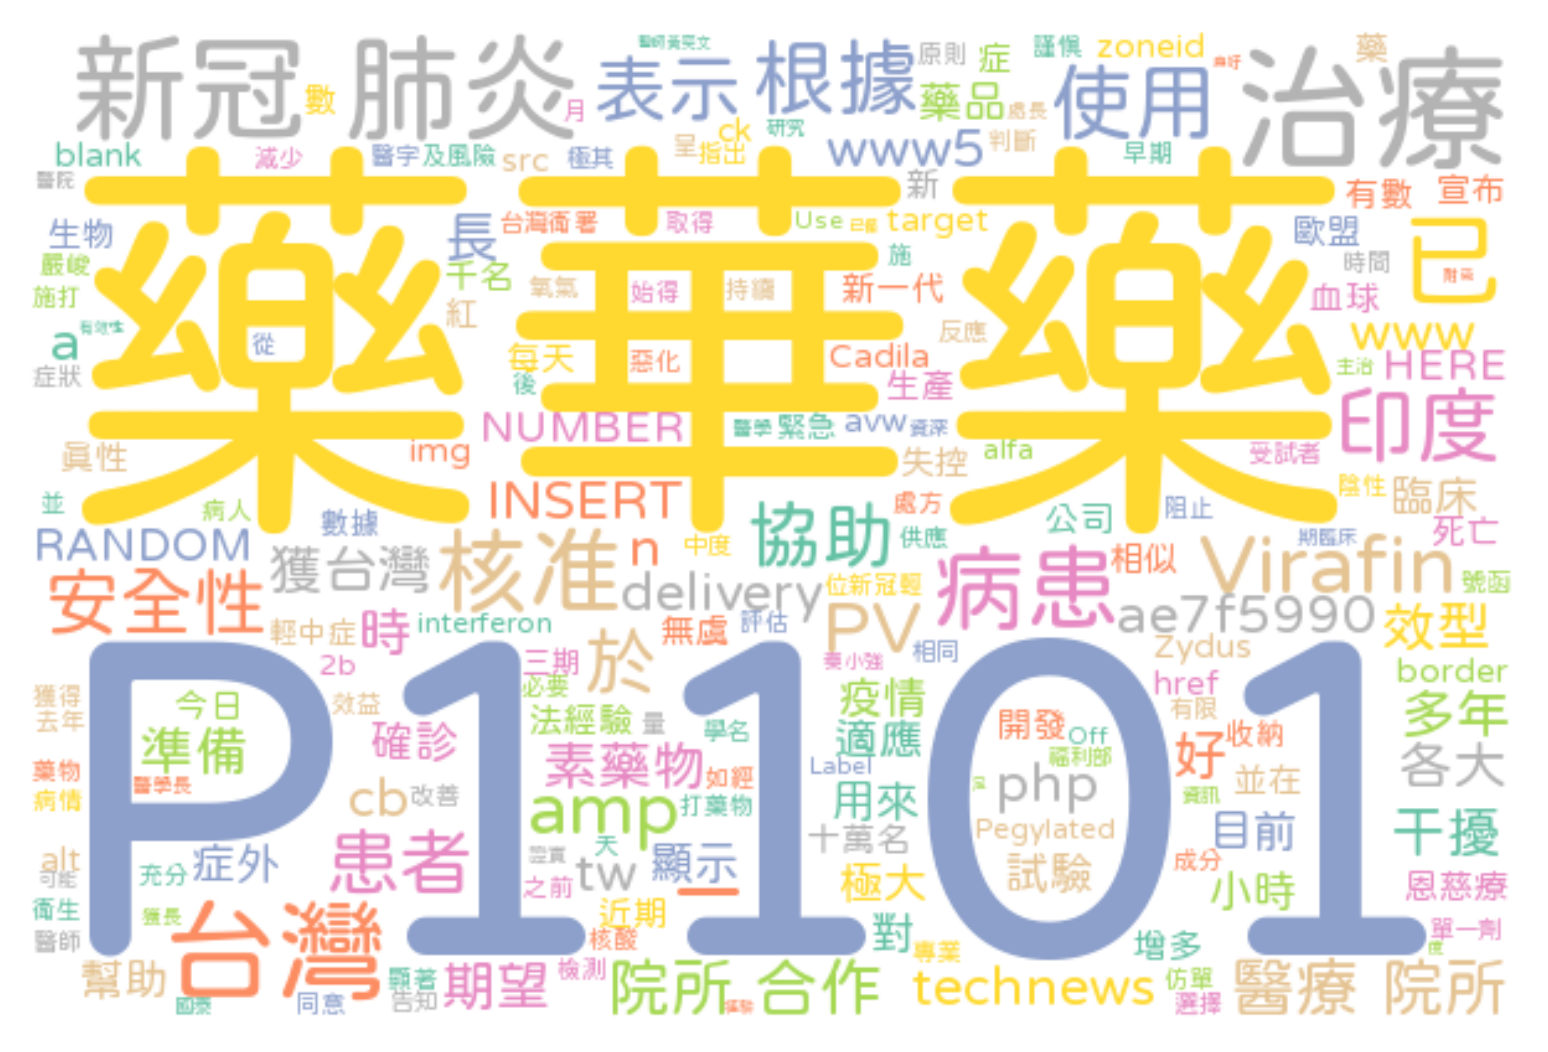 新冠 肺炎
數
月
表示
根據
原則
症
謹慎
zoneid
藥
治療
藥品
處長
使用
ck
研究
判斷
www5
blank
減少
醫字
及風險
src
極其
呈
指出
早期
醫院
新
有數
宣布
藥華藥
生物
長
台灣衛署
取得
Use
target
歐盟
已
嚴峻
千名
施
時間
施打
氧氣
始得
持續
新一代
血球
紅
a
有效性
從
反應
www
每天
惡化
Cadila
症狀
後
生產
主治
HERE
NUMBER
醫學
緊急
avw
資深
印度
真性
img
失控
alfa
受試者
並
病人
INSERT
處方
陰性
臨床
RANDOM
數據
協助
供應
公司
阻止
期臨床
死亡
獲台灣
核准
n
中度
病患
相似
Virafin
號函
安全性
delivery
位新冠輕
ae7f5990
效型
輕中症
時
interferon
無虞
評估
PV
2b
三期
於
秦小強
相同
Zydus
border
P1101
獲得
去年
今日
效益
必要
疫情
href
有限
多年
準備
確診
法經驗
量
學名
適應
開發
Off
好
收納
藥物
醫學長
素藥物
如經
Label
福利部
各大
病情
cb
改善
amp
打藥物
用來
php
資訊
並在
患者
十萬名
Pegylated
目前
干擾
alt
可能
充分
症外
天
tw
顯示
試驗
成分
衛生
之前
極大
小時
恩慈療
醫師
台灣
近期
核酸
對
專業
增多
單一劑
幫助
顯著
告知
期望
檢測
院所
合作
technews
仿單
選擇
醫療 院所
國泰
同意